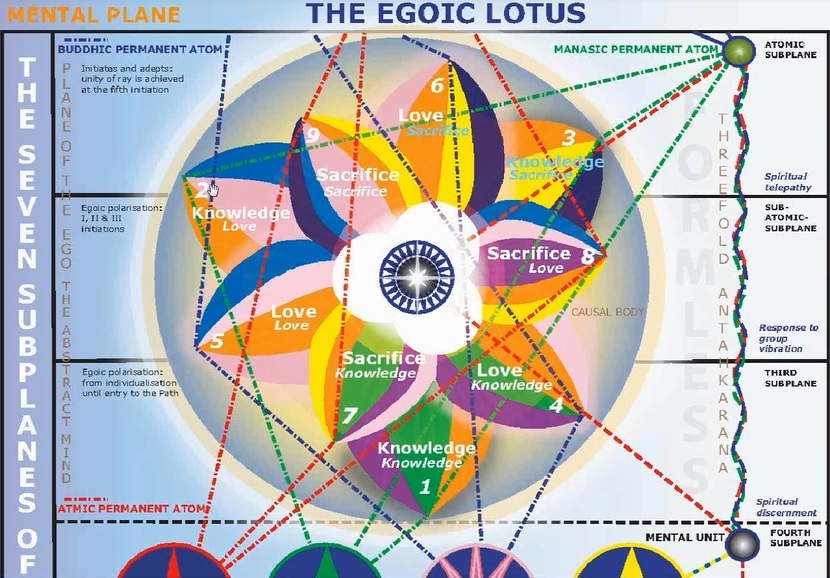 MENTAL PLANE
THE EGOIC LOTUS
THE SEVEN SUBPLANES OF
BUDDHIC PERMANENT ATOM
PLANE OF THE EGO THE ABSTRACT MIND
Initiates and adepts:
unity of ray is achieved
at the fifth initiation
MANASIC PERMANENT ATOM
ATOMIC
SUBPLANE
FORMLESS
THREEFOLD ANTAHKARANA
Spiritual
telepathy
6
Love
Sacrifice
9
Sacrifice
Sacrifice
3
Knowledge
Sacrifice
2
Knowledge
Love
Egoic polarisation:
I, II & III
initiations
SUB-
ATOMIC-
SUBPLANE
Sacrifice
Love
8
CAUSAL BODY
Love
Love
5
Response to
group
vibration
Egoic polarisation:
from individualisation
until entry to the Path
THIRD
SUBPLANE
Sacrifice
Knowledge
7
Love
Knowledge
4
Knowledge
Knowledge
1
Spiritual
discernment
ATMIC PERMANENT ATOM
MENTAL UNIT
FOURTH
SUBPLANE